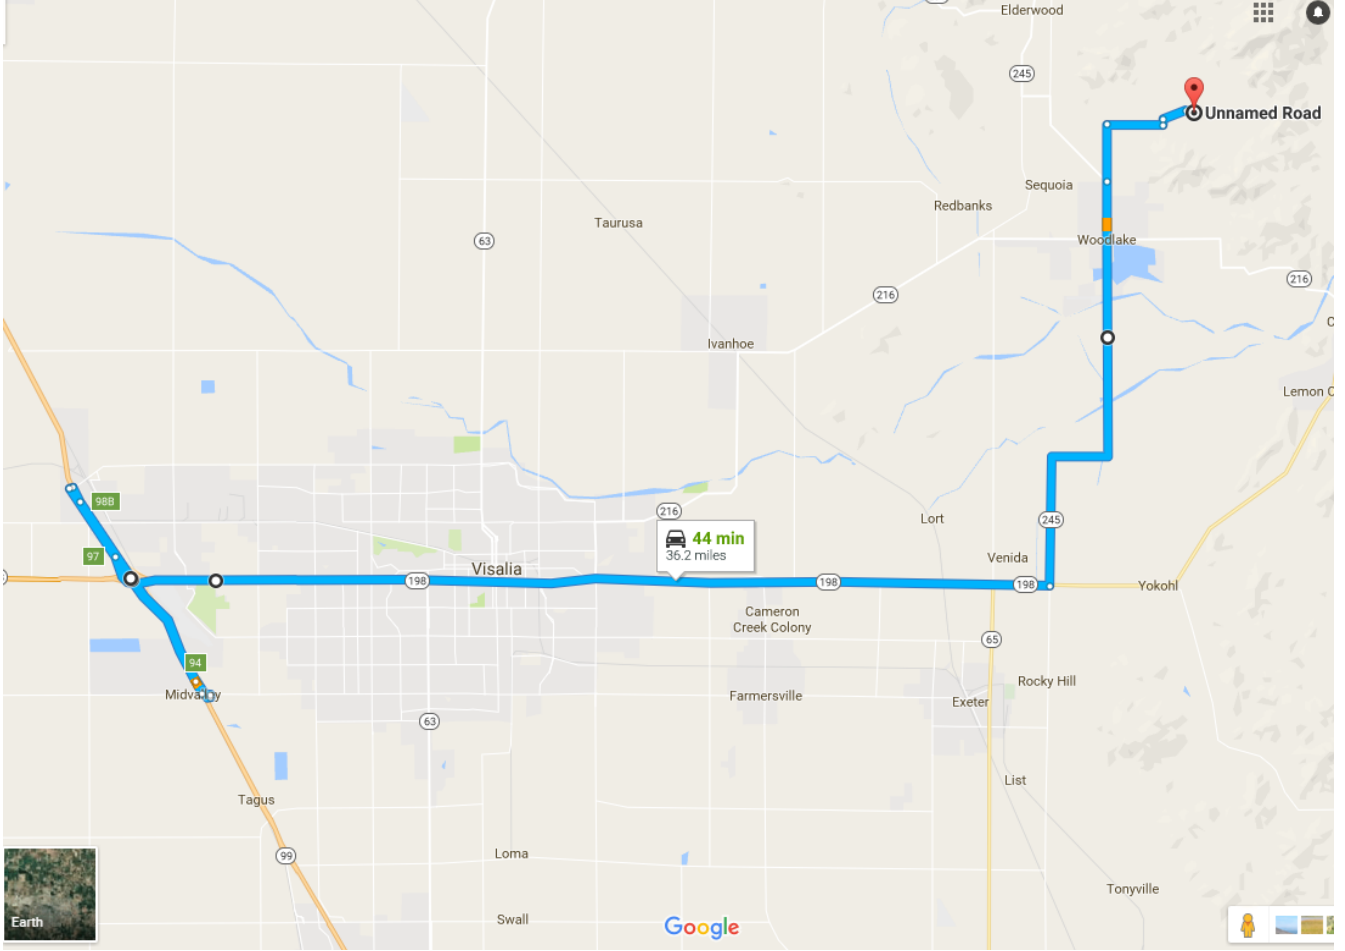 Elderwood
245
Unnamed Road
Sequoia
Redbanks
Taurusa
63
Woodlake
216
216
Ivanhoe
Lemon C
98B
216
Lort
245
44 min
36.2 miles
97
Venida
Visalia
198
198
198
Yokohl
Cameron
Creek Colony
65
94
Midvalley
Rocky Hill
Farmersville
Exeter
63
List
Tagus
99
Loma
Tonyville
Earth
Swall
Google